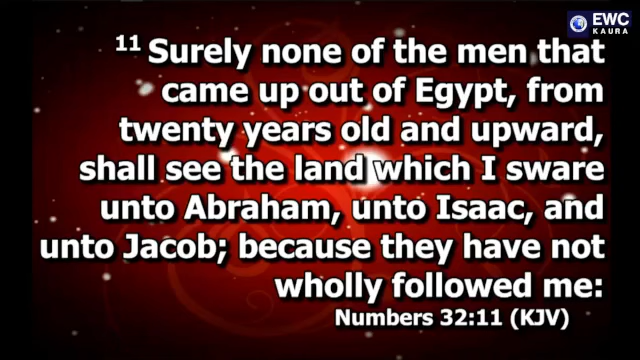 EWC
KAURA
11 Surely none of the men that
came up out of Egypt, from
twenty years old and upward,
shall see the land which I sware
unto Abraham, unto Isaac, and
unto Jacob; because they have not
wholly followed me:
Numbers 32:11 (KJV)